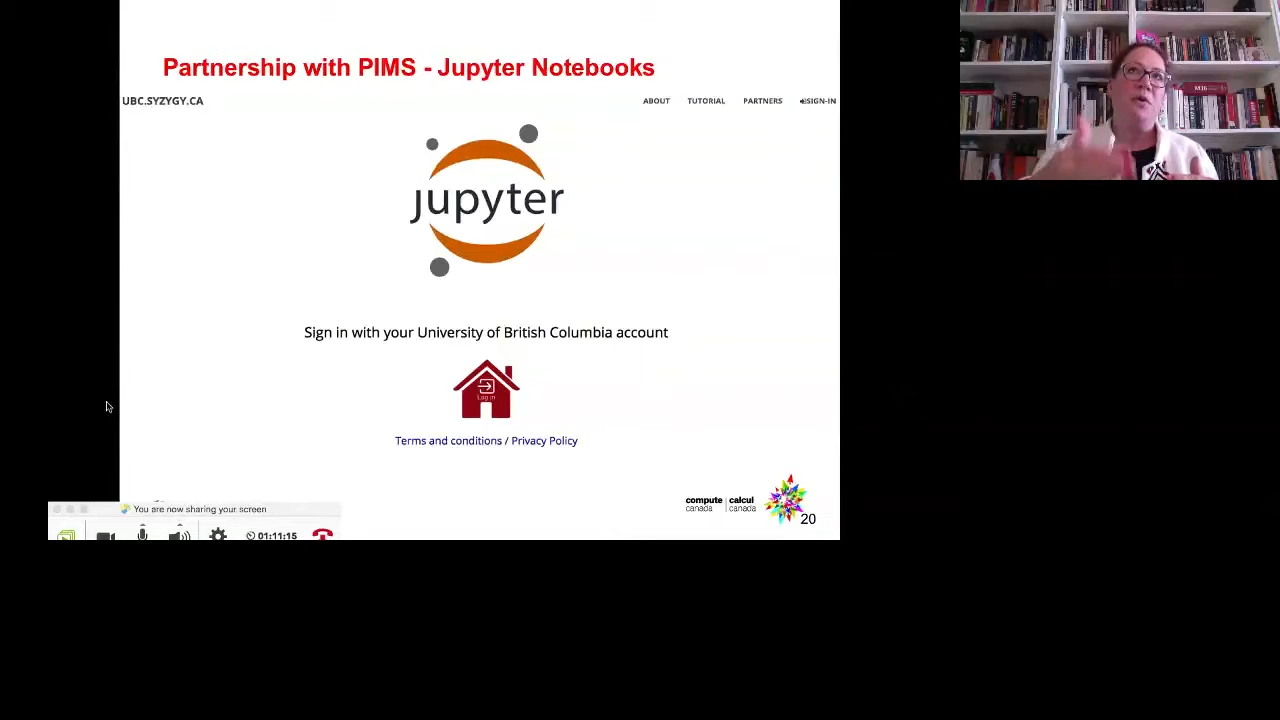 Partnership with PIMS - Jupyter Notebooks
UBC.SYZYGY.CA
ABOUT TUTORIAL PARTNERS SIGN-IN
jupyter
Sign in with your University of British Columbia account
Log in
Terms and conditions / Privacy Policy
compute calcul
canada canada
20
You are now sharing your screen
01:11:15